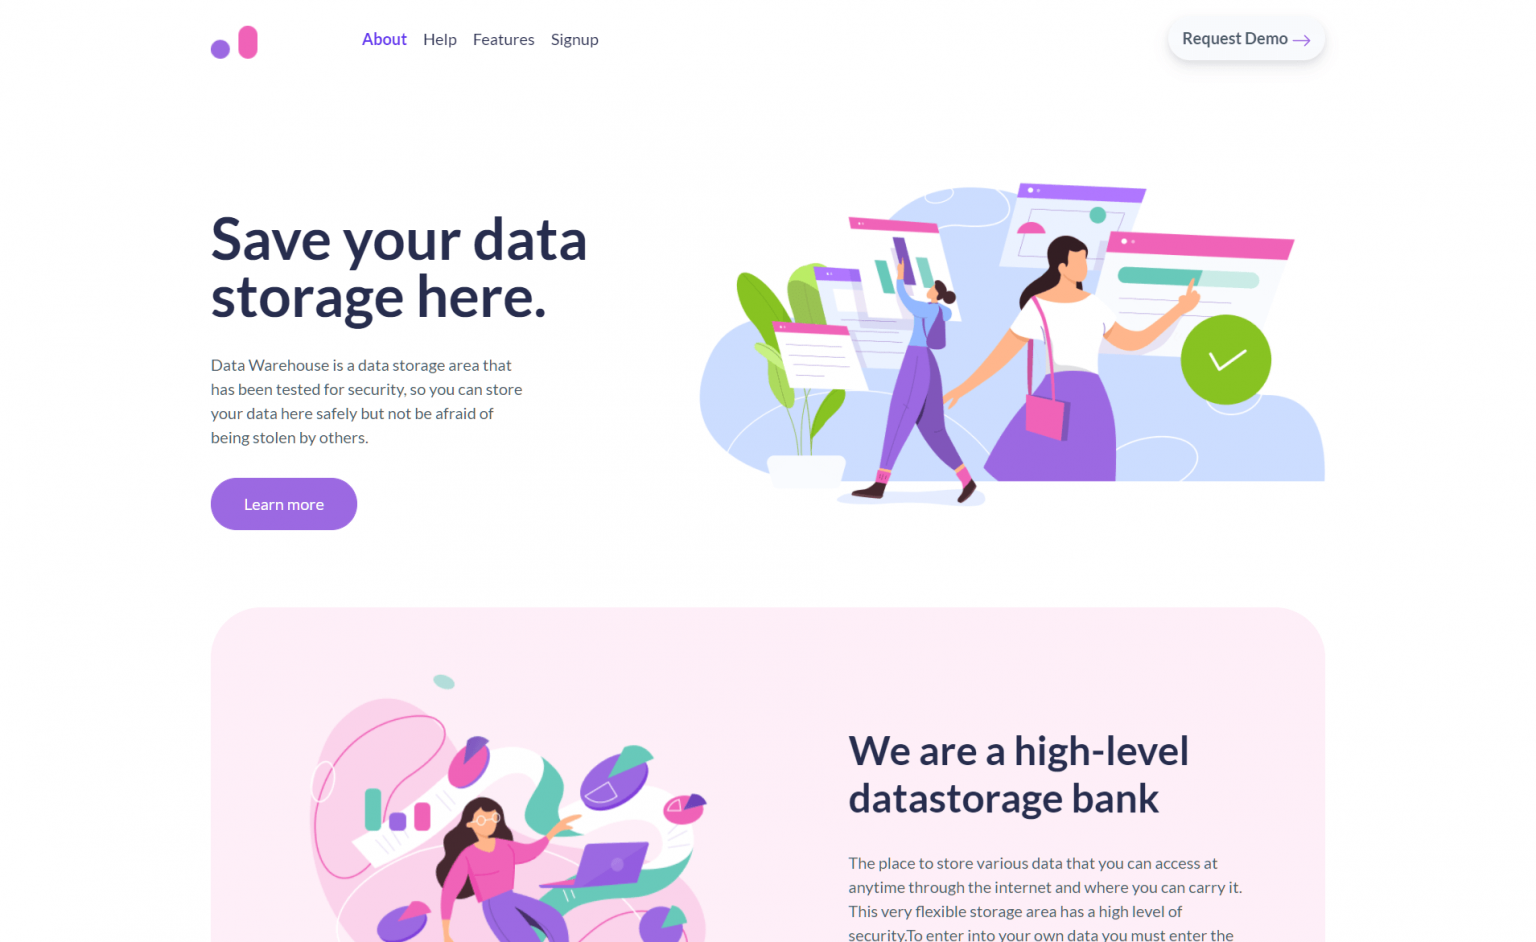 About Help Features Signup
Request Demo
Save your data
storage here.
Data Warehouse is a data storage area that
has been tested for security, so you can store
your data here safely but not be afraid of
being stolen by others.
Learn more
We are a high-level
datastorage bank
The place to store various data that you can access at
anytime through the internet and where you can carry it.
This very flexible storage area has a high level of
security.To enter into your own data you must enter the